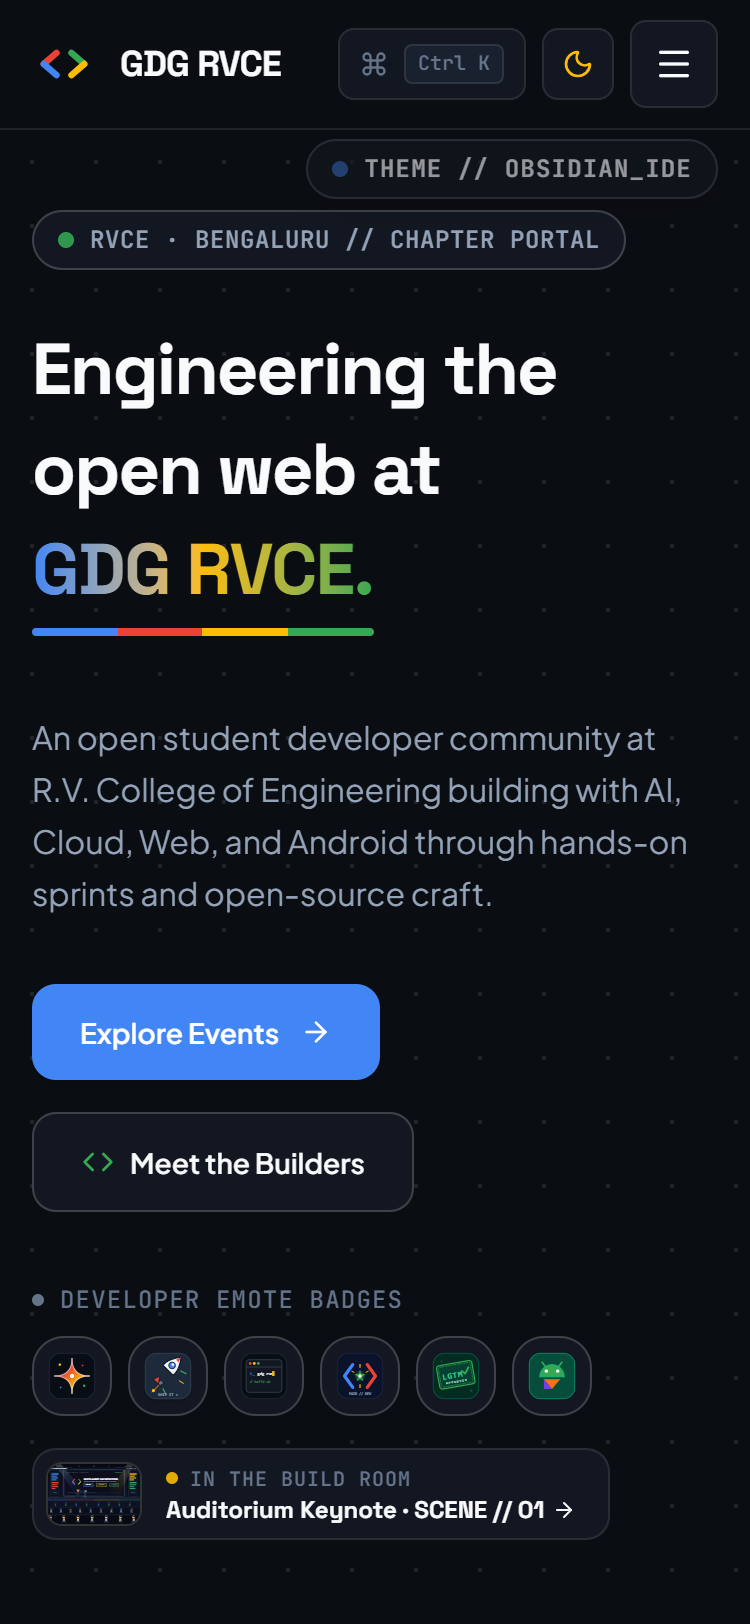 GDG RVCE
⌘ Ctrl K
THEME // OBSIDIAN_IDE
RVCE · BENGALURU // CHAPTER PORTAL
Engineering the
open web at
GDG RVCE.
An open student developer community at
R.V. College of Engineering building with AI,
Cloud, Web, and Android through hands-on
sprints and open-source craft.
Explore Events →
<> Meet the Builders
DEVELOPER EMOTE BADGES
LGTM
IN THE BUILD ROOM
Auditorium Keynote · SCENE // 01 →